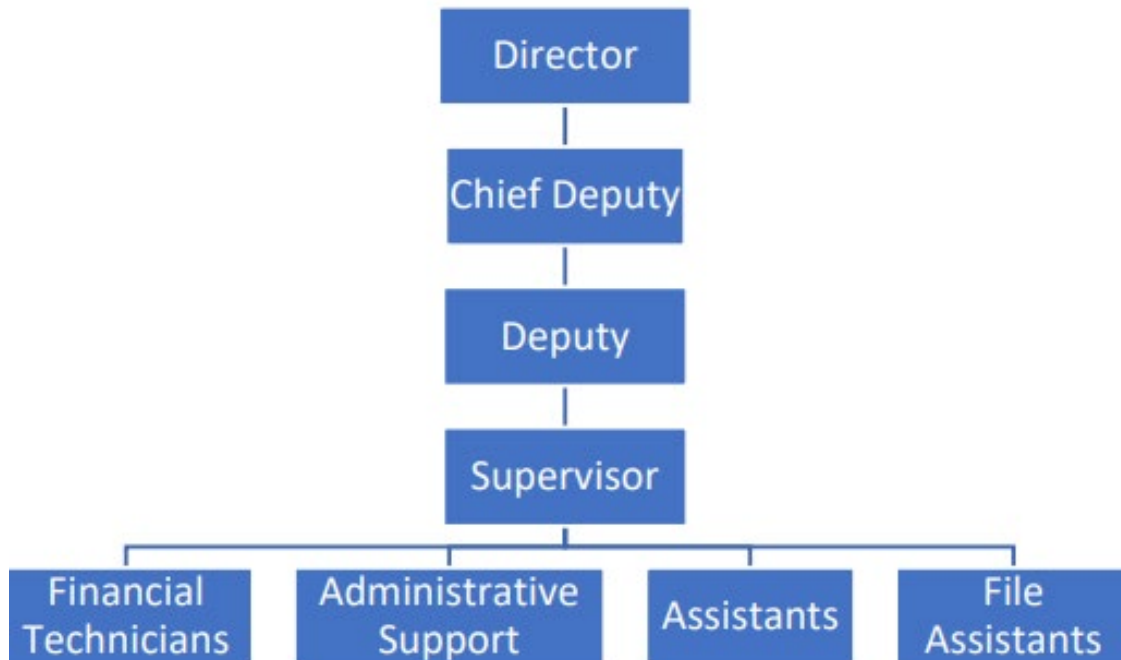 Director
Chief Deputy
Deputy
Supervisor
Financial
Technicians
Administrative
Support
Assistants
File
Assistants